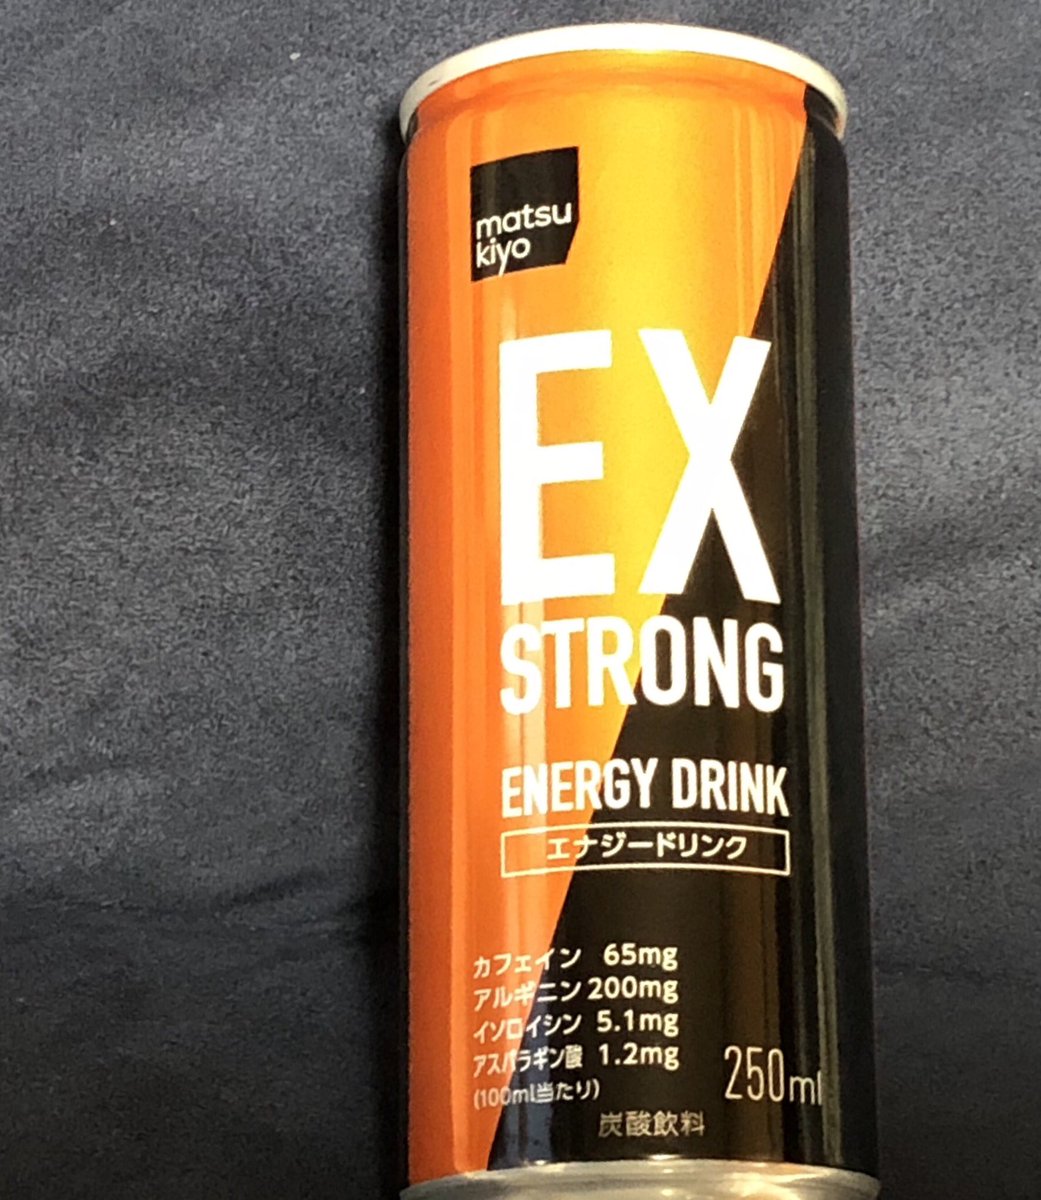 matsu
kiyo
EX
STRONG
ENERGY DRINK
エナジードリンク
カフェイン 65mg
アルギニン 200mg
イソロイシン 5.1mg
アスパラギン酸 1.2mg
(100ml当たり)
250ml
炭酸飲料